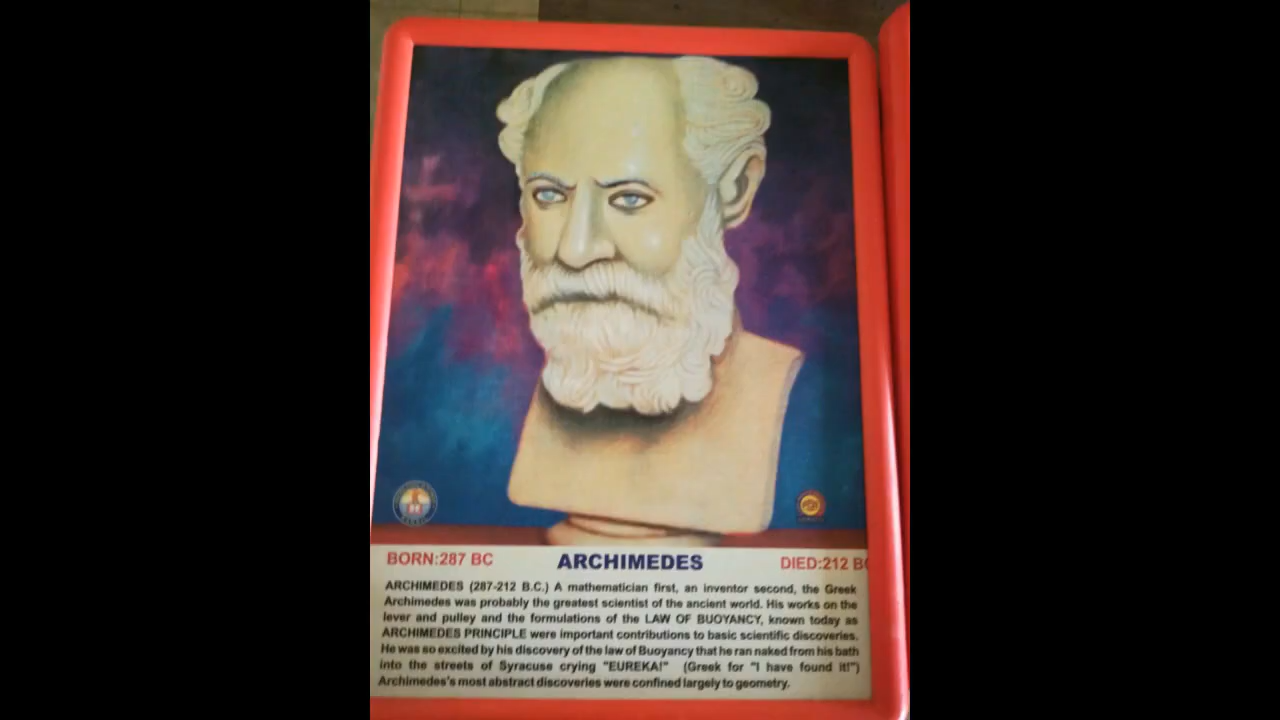 BORN:287 BC ARCHIMEDES DIED:212 B
ARCHIMEDES (287-212 B.C.) A mathematician first, an inventor second, the Greek
Archimedes was probably the greatest scientist of the ancient world. His works on the
lever and pulley and the formulations of the LAW OF BUOYANCY, known today as
ARCHIMEDES PRINCIPLE were important contributions to basic scientific discoveries.
He was so excited by his discovery of the law of Buoyancy that he ran naked from his bath
into the streets of Syracuse crying "EUREKA!" (Greek for "I have found it!")
Archimedes's most abstract discoveries were confined largely to geometry.